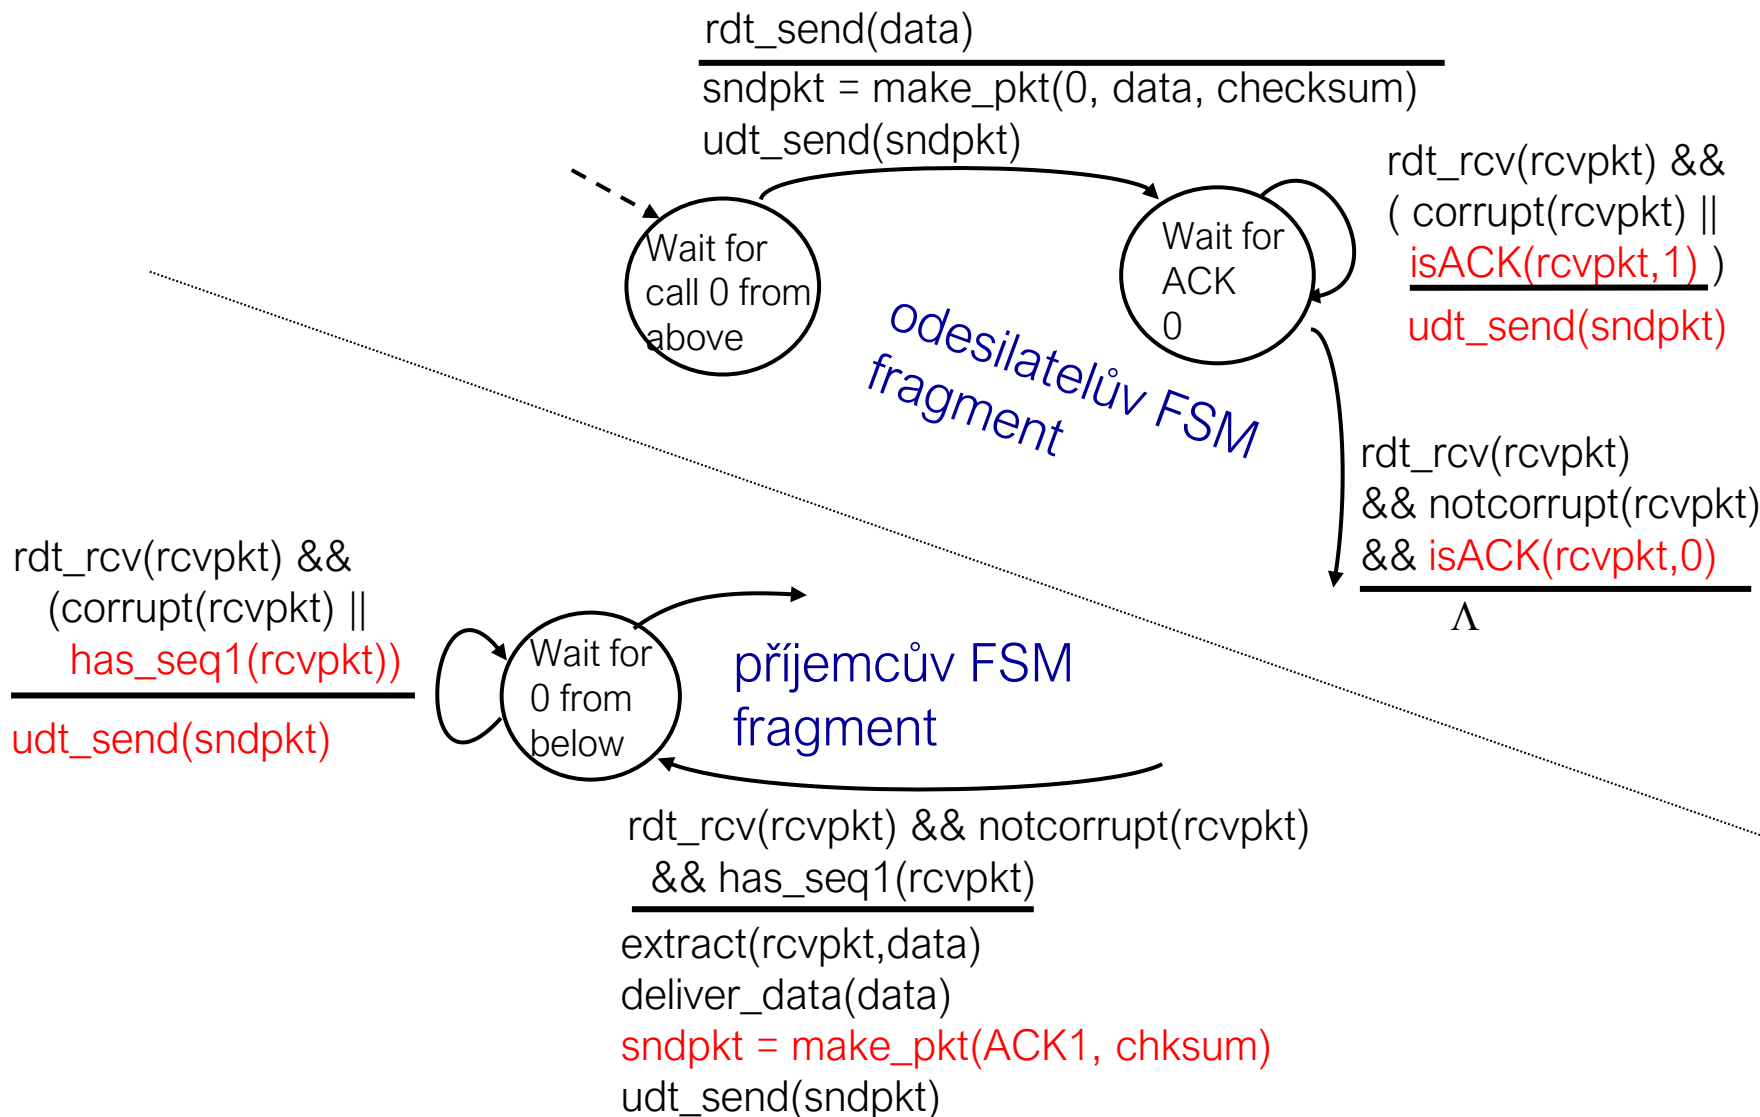 rdt_send(data)
sndpkt = make_pkt(0, data, checksum)
udt_send(sndpkt)
Wait for
call 0 from
above
Wait for
ACK
0
rdt_rcv(rcvpkt) &&
( corrupt(rcvpkt) ||
isACK(rcvpkt,1) )
udt_send(sndpkt)
odesilatelův FSM
fragment
rdt_rcv(rcvpkt)
&& notcorrupt(rcvpkt)
&& isACK(rcvpkt,0)
Λ
rdt_rcv(rcvpkt) &&
(corrupt(rcvpkt) ||
has_seq1(rcvpkt))
udt_send(sndpkt)
Wait for
0 from
below
příjemcův FSM
fragment
rdt_rcv(rcvpkt) && notcorrupt(rcvpkt)
&& has_seq1(rcvpkt)
extract(rcvpkt,data)
deliver_data(data)
sndpkt = make_pkt(ACK1, chksum)
udt_send(sndpkt)